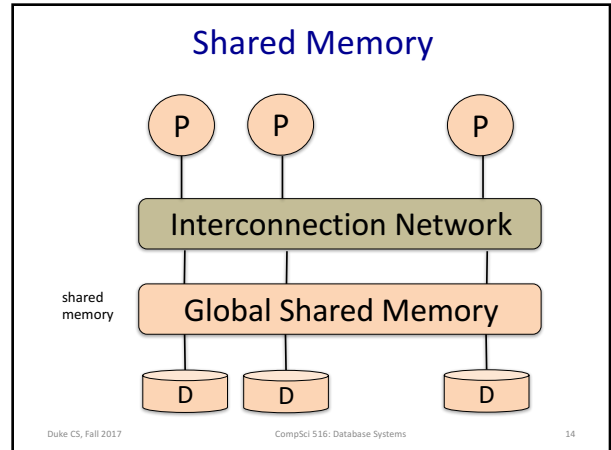 Shared Memory
P P P
Interconnection Network
shared
memory
Global Shared Memory
D D D
Duke CS, Fall 2017 CompSci 516: Database Systems 14